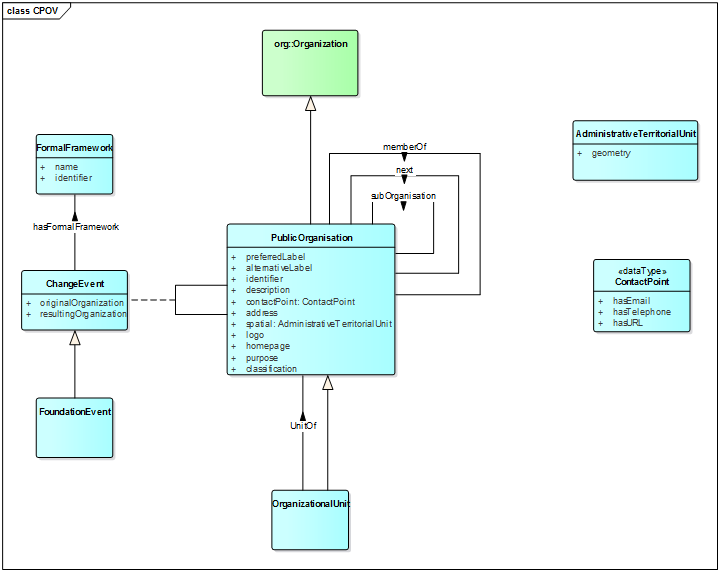 class CPOV
org::Organization
AdministrativeTerritorialUnit
+ geometry
FormalFramework
+ name
+ identifier
memberOf
next
subOrganisation
hasFormalFramework
PublicOrganisation
+ preferredLabel
+ alternativeLabel
+ identifier
+ description
+ contactPoint: ContactPoint
+ address
+ spatial: AdministrativeTerritorialUnit
+ logo
+ homepage
+ purpose
+ classification
ChangeEvent
+ originalOrganization
+ resultingOrganization
«dataType»
ContactPoint
+ hasEmail
+ hasTelephone
+ hasURL
FoundationEvent
UnitOf
OrganizationalUnit